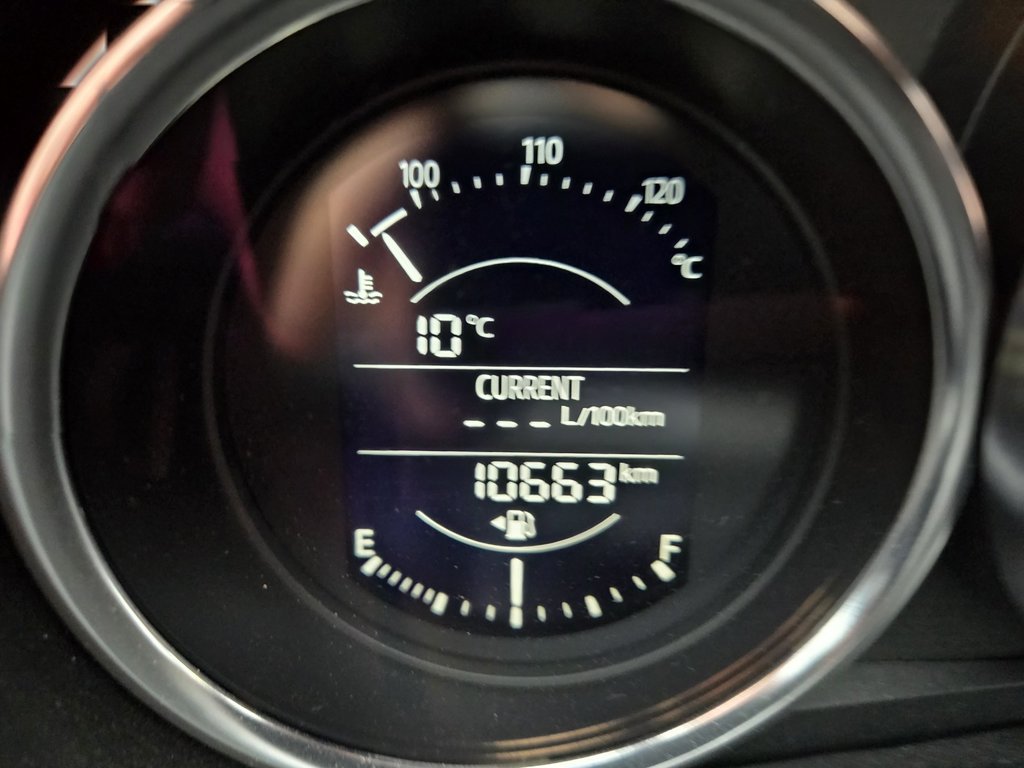 100 110 120
°C
10°C
CURRENT
--- L/100km
10663 km
E F